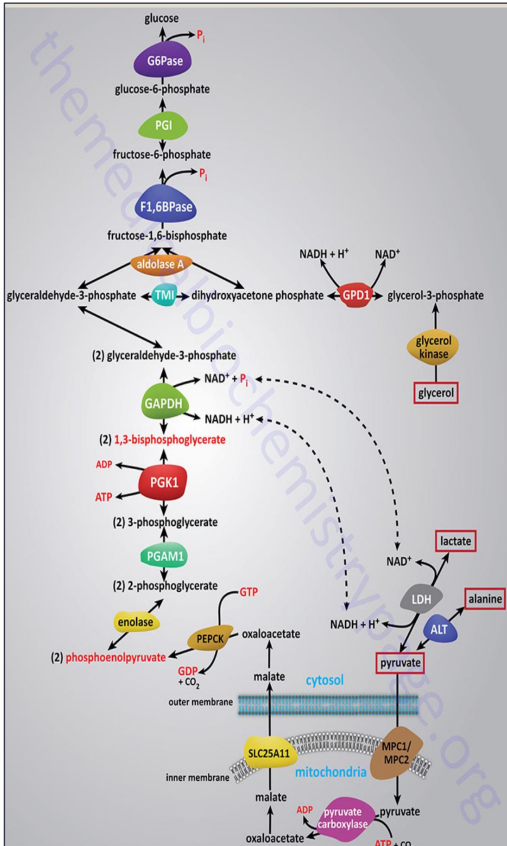 glucose
Pi
G6Pase
glucose-6-phosphate
PGI
fructose-6-phosphate
Pi
F1,6BPase
fructose-1,6-bisphosphate
aldolase A
NADH + H+
NAD+
glyceraldehyde-3-phosphate
TMI
dihydroxyacetone phosphate
GPD1
glycerol-3-phosphate
glycerol
kinase
glycerol
(2) glyceraldehyde-3-phosphate
NAD+ + Pi
GAPDH
NADH + H+
(2) 1,3-bisphosphoglycerate
ADP
PGK1
ATP
(2) 3-phosphoglycerate
PGAM1
(2) 2-phosphoglycerate
lactate
NAD+
LDH
alanine
NADH + H+
ALT
enolase
GTP
PEPCK
oxaloacetate
(2) phosphoenolpyruvate
GDP
+ CO2
pyruvate
malate
cytosol
outer membrane
SLC25A11
MPC1/
MPC2
mitochondria
inner membrane
malate
ADP
pyruvate
carboxylase
pyruvate
oxaloacetate
ATP + CO
themedicalbiochemistrypage.org